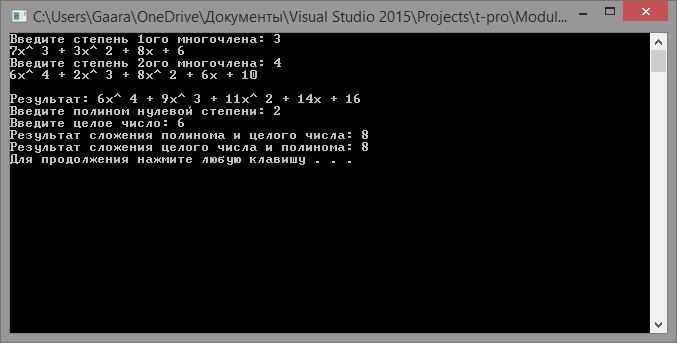 C:\Users\Gaara\OneDrive\Документы\Visual Studio 2015\Projects\t-pro\Modul...
Введите степень 1ого многочлена: 3
7x^ 3 + 3x^ 2 + 8x + 6
Введите степень 2ого многочлена: 4
6x^ 4 + 2x^ 3 + 8x^ 2 + 6x + 10
Результат: 6x^ 4 + 9x^ 3 + 11x^ 2 + 14x + 16
Введите полином нулевой степени: 2
Введите целое число: 6
Результат сложения полинома и целого числа: 8
Результат сложения целого числа и полинома: 8
Для продолжения нажмите любую клавишу . . .